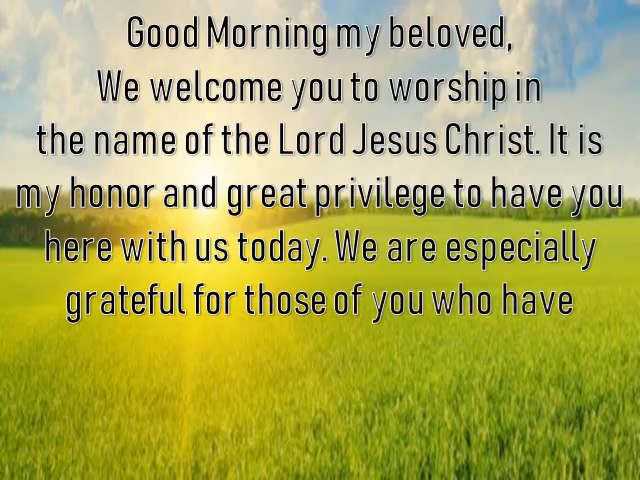 Good Morning my beloved,
We welcome you to worship in
the name of the Lord Jesus Christ. It is
my honor and great privilege to have you
here with us today. We are especially
grateful for those of you who have